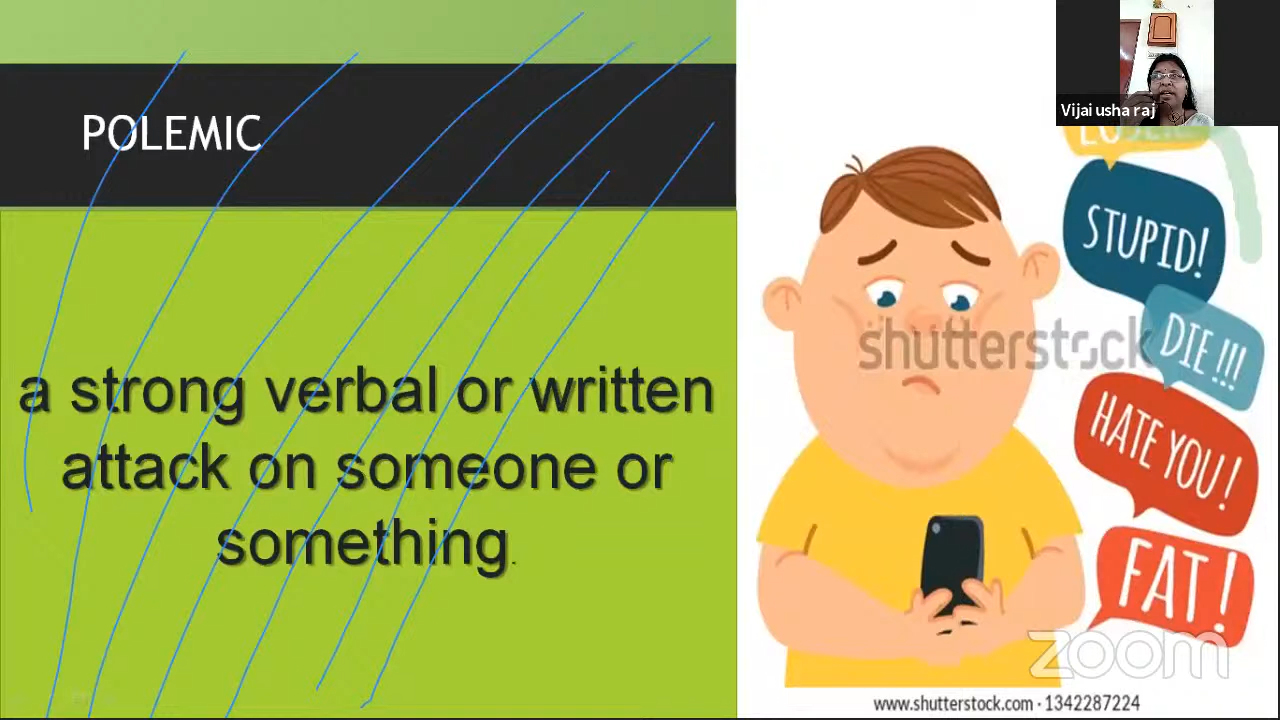 POLEMIC
a strong verbal or written
attack on someone or
something.
Vijai usha raj
STUPID!
DIE !!!
HATE YOU!
FAT!
shutterstock
zoom
www.shutterstock.com · 1342287224